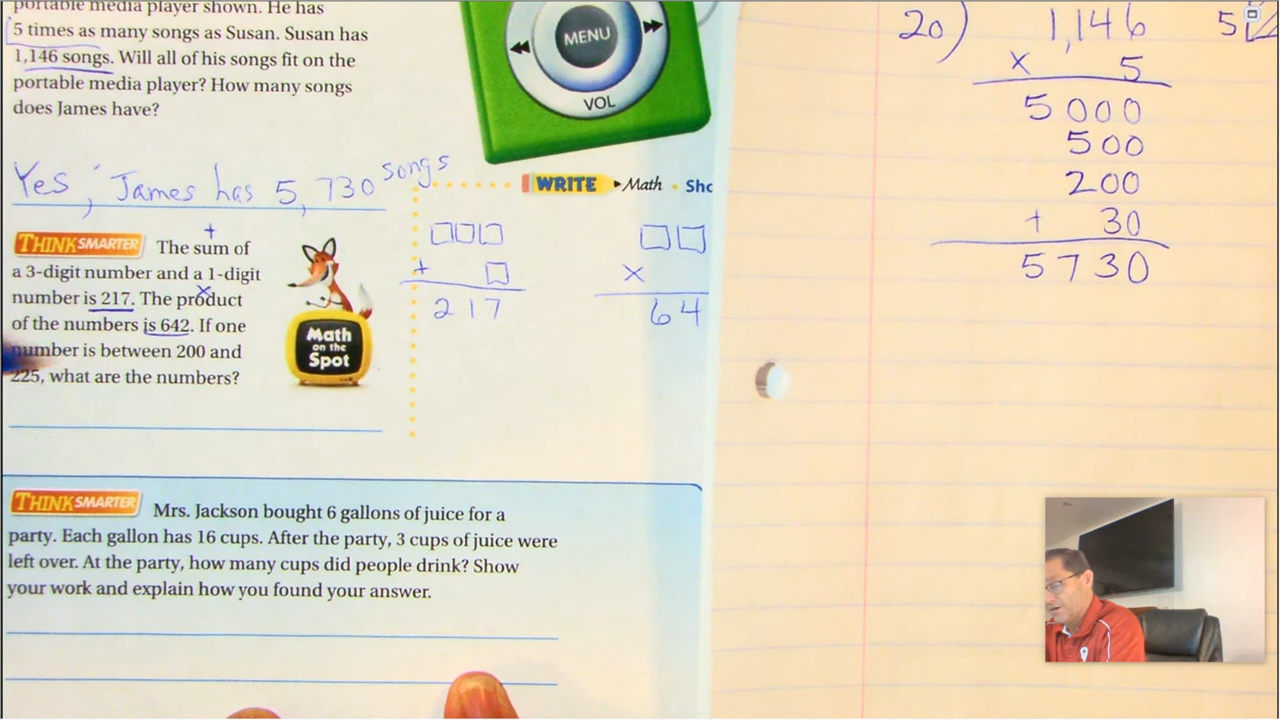 portable media player shown. He has
5 times as many songs as Susan. Susan has
1,146 songs. Will all of his songs fit on the
portable media player? How many songs
does James have?
MENU
VOL
Yes, James has 5,730 songs
WRITE Math
+
THINK SMARTER The sum of
a 3-digit number and a 1-digit
number is 217. The product
x
of the numbers is 642. If one
number is between 200 and
225, what are the numbers?
Math
on the
Spot
+
217
x
64
THINK SMARTER Mrs. Jackson bought 6 gallons of juice for a
party. Each gallon has 16 cups. After the party, 3 cups of juice were
left over. At the party, how many cups did people drink? Show
your work and explain how you found your answer.
20) 1,146
x 5
5000
500
200
+ 30
5730
5